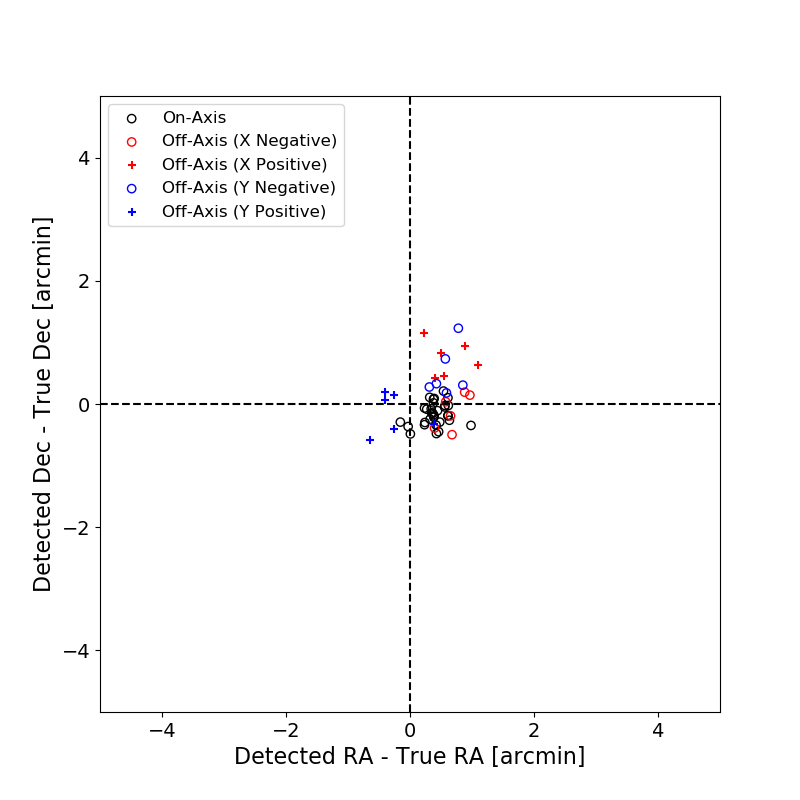 On-Axis
Off-Axis (X Negative)
Off-Axis (X Positive)
Off-Axis (Y Negative)
Off-Axis (Y Positive)
4
2
0
−2
−4
Detected Dec - True Dec [arcmin]
−4 −2 0 2 4
Detected RA - True RA [arcmin]